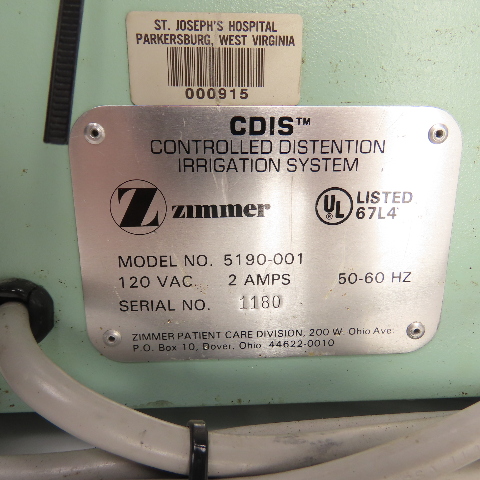 ST. JOSEPH'S HOSPITAL
PARKERSBURG, WEST VIRGINIA
000915
CDIS™
CONTROLLED DISTENTION
IRRIGATION SYSTEM
Z zimmer
UL LISTED
67L4
MODEL NO. 5190-001
120 VAC 2 AMPS 50-60 HZ
SERIAL NO. 1180
ZIMMER PATIENT CARE DIVISION, 200 W. Ohio Ave.
P.O. Box 10, Dover, Ohio 44622-0010